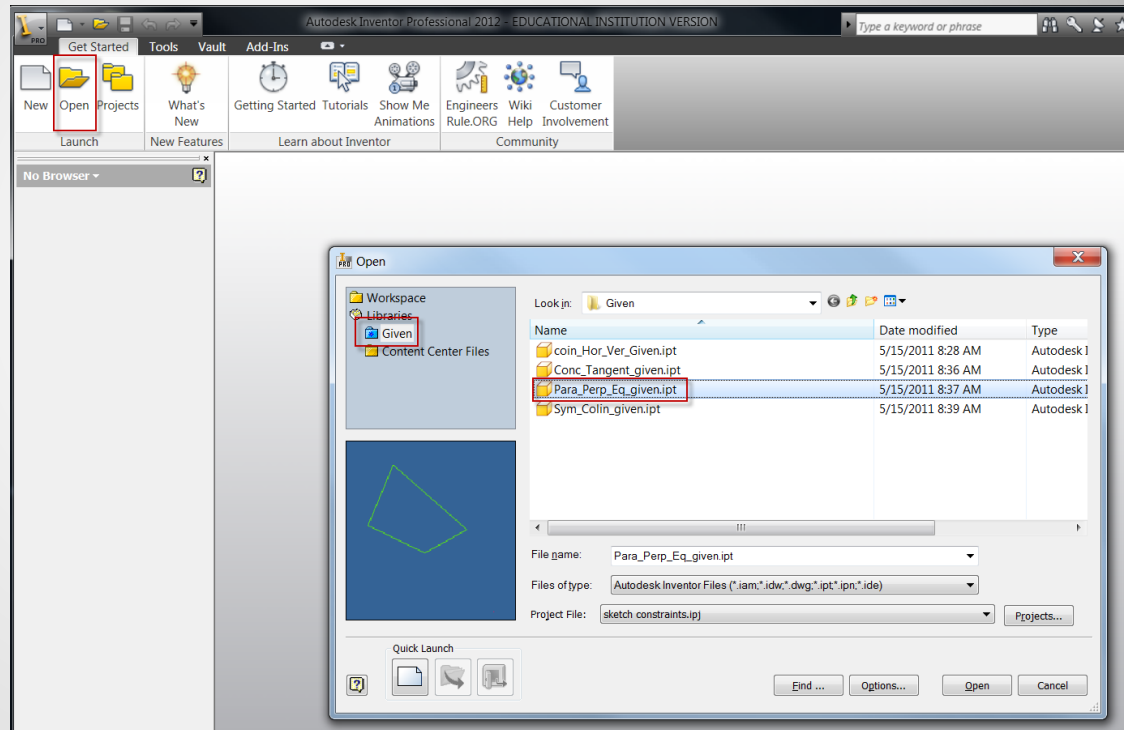 Autodesk Inventor Professional 2012 - EDUCATIONAL INSTITUTION VERSION
Type a keyword or phrase
PRO
Get Started Tools Vault Add-Ins
New Open Projects
What's New
Getting Started Tutorials Show Me Animations
Engineers Rule.ORG Wiki Help Customer Involvement
Launch New Features Learn about Inventor Community
No Browser
Open
Workspace
Libraries
Given
Content Center Files
Look in: Given
Name Date modified Type
coin_Hor_Ver_Given.ipt 5/15/2011 8:28 AM Autodesk I
Conc_Tangent_given.ipt 5/15/2011 8:36 AM Autodesk I
Para_Perp_Eq_given.ipt 5/15/2011 8:37 AM Autodesk I
Sym_Colin_given.ipt 5/15/2011 8:39 AM Autodesk I
File name: Para_Perp_Eq_given.ipt
Files of type: Autodesk Inventor Files (*.iam;*.idw;*.dwg;*.ipt;*.ipn;*.ide)
Project File: sketch constraints.ipj Projects...
Quick Launch
Find ... Options... Open Cancel